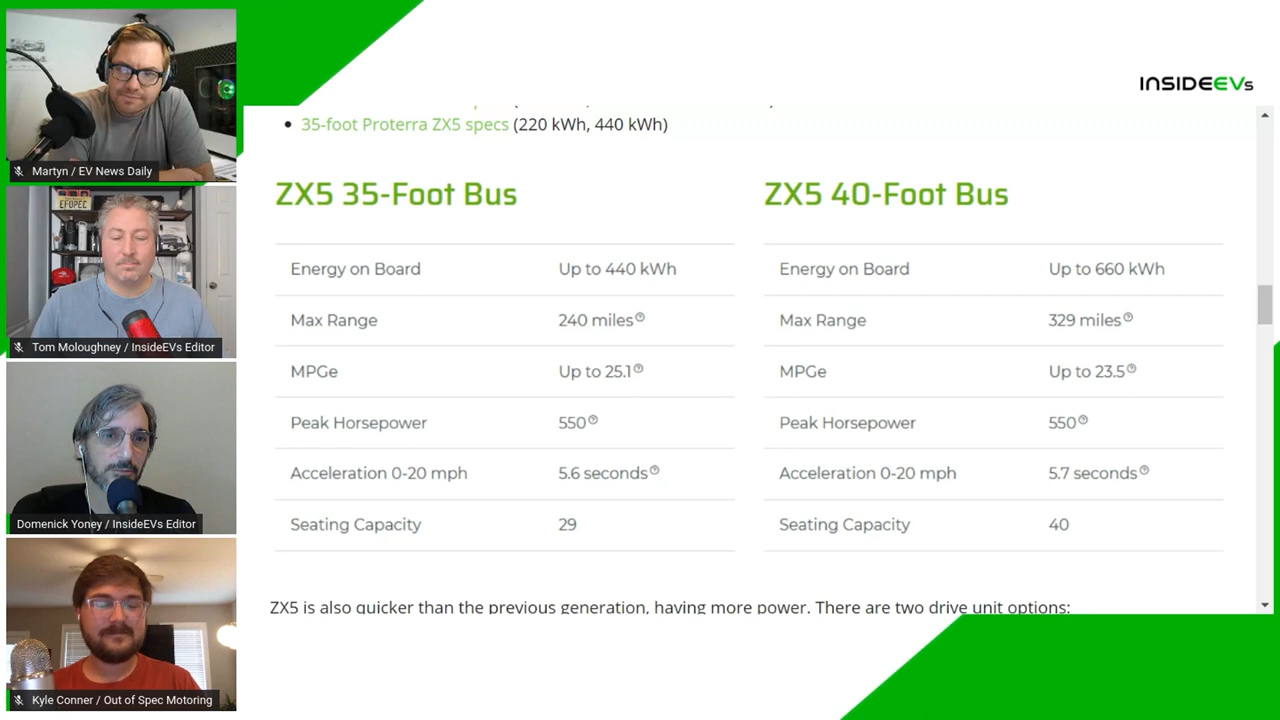 INSIDEEVs
35-foot Proterra ZX5 specs (220 kWh, 440 kWh)
ZX5 35-Foot Bus
Energy on Board Up to 440 kWh
Max Range 240 miles
MPGe Up to 25.1
Peak Horsepower 550
Acceleration 0-20 mph 5.6 seconds
Seating Capacity 29
ZX5 40-Foot Bus
Energy on Board Up to 660 kWh
Max Range 329 miles
MPGe Up to 23.5
Peak Horsepower 550
Acceleration 0-20 mph 5.7 seconds
Seating Capacity 40
ZX5 is also quicker than the previous generation, having more power. There are two drive unit options:
Martyn / EV News Daily
EFOPEC
Tom Moloughney / InsideEVs Editor
Domenick Yoney / InsideEVs Editor
Kyle Conner / Out of Spec Motoring